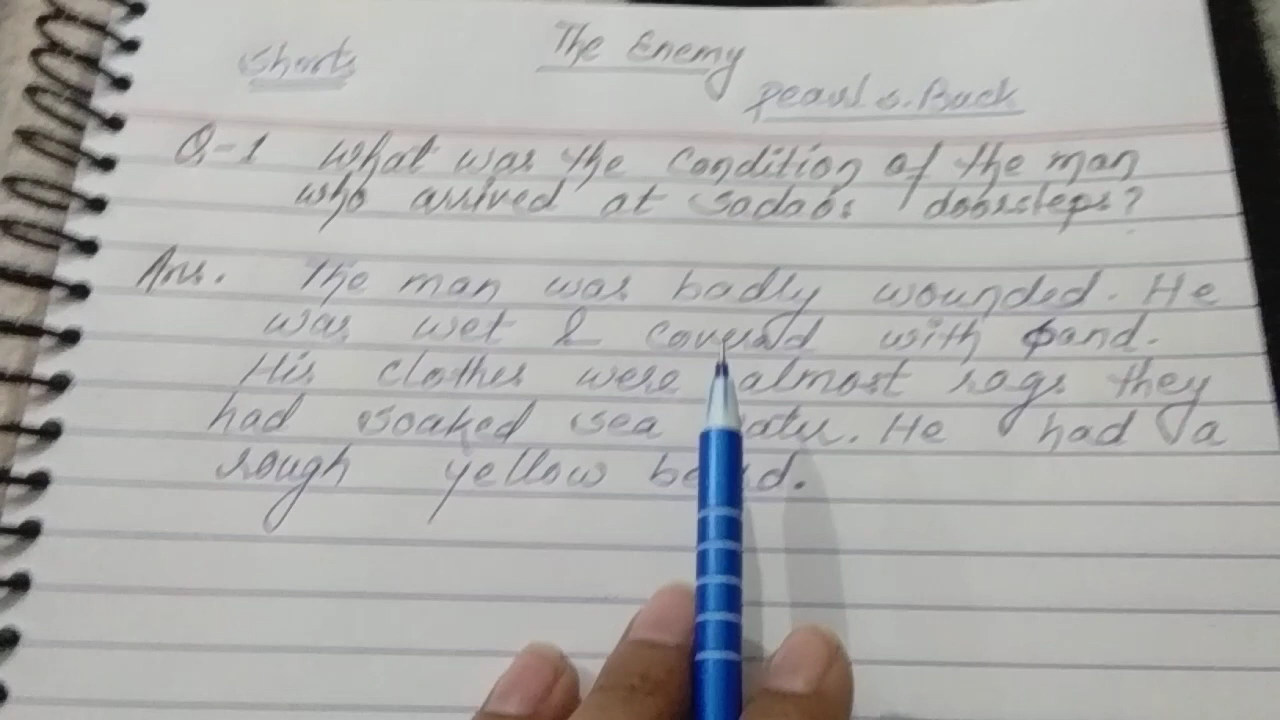 Shorts
The Enemy
Pearl S. Buck
Q-1 What was the condition of the man
who arrived at Sadao's doorsteps?
Ans. The man was badly wounded. He
was wet & covered with sand.
His clothes were almost rags they
had soaked sea. He had a
rough yellow